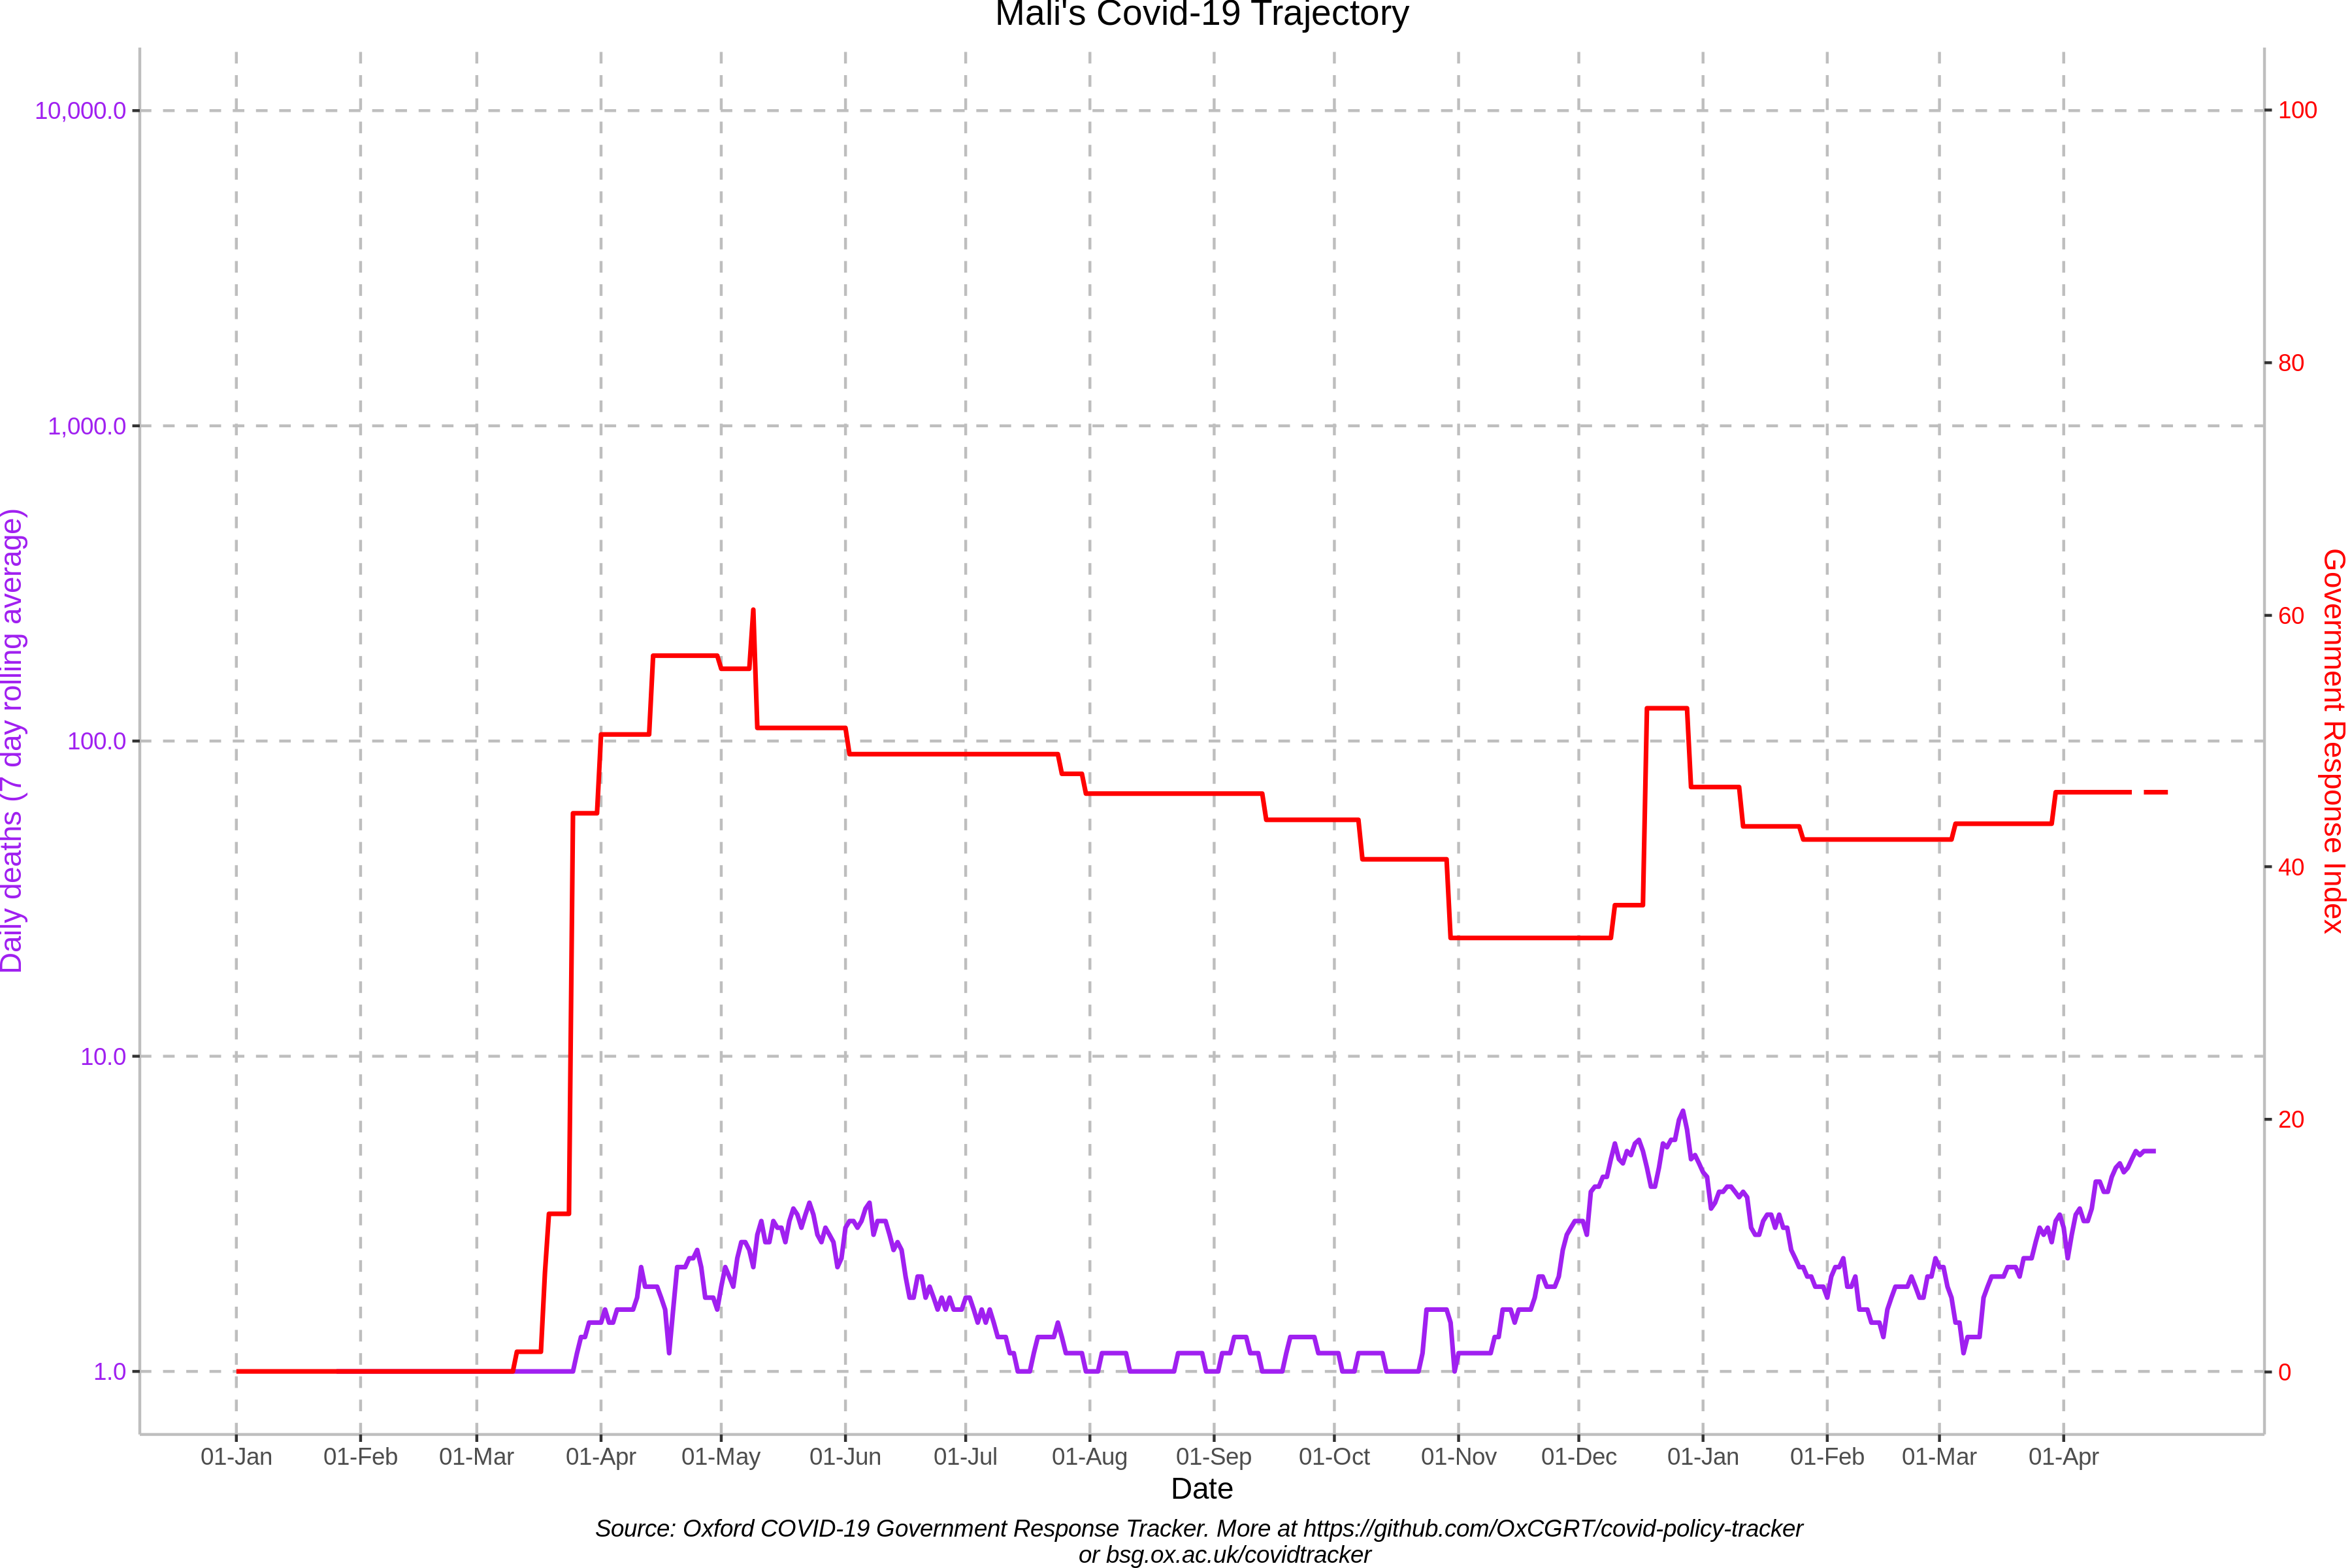 Mali's Covid-19 Trajectory
10,000.0
1,000.0
100.0
10.0
1.0
Daily deaths (7 day rolling average)
100
80
60
40
20
0
Government Response Index
01-Jan 01-Feb 01-Mar 01-Apr 01-May 01-Jun 01-Jul 01-Aug 01-Sep 01-Oct 01-Nov 01-Dec 01-Jan 01-Feb 01-Mar 01-Apr
Date
Source: Oxford COVID-19 Government Response Tracker. More at https://github.com/OxCGRT/covid-policy-tracker
or bsg.ox.ac.uk/covidtracker